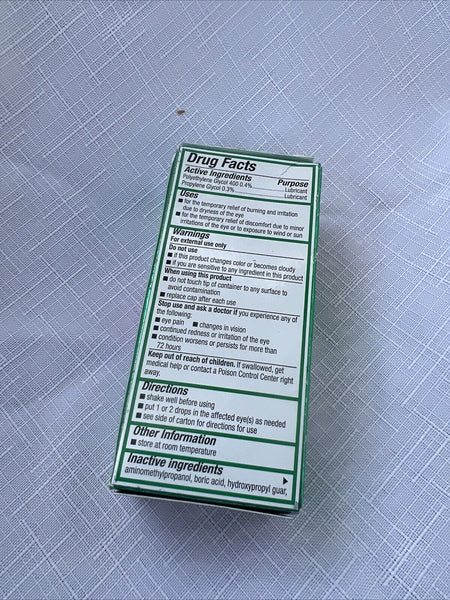 Drug Facts
Active Ingredients Purpose
Polyethylene Glycol 400 0.4% Lubricant
Propylene Glycol 0.3% Lubricant
Uses
■ for the temporary relief of burning and irritation
due to dryness of the eye
■ for the temporary relief of discomfort due to minor
irritations of the eye or to exposure to wind or sun
Warnings
For external use only
Do not use
■ if this product changes color or becomes cloudy
■ if you are sensitive to any ingredient in this product
When using this product
■ do not touch tip of container to any surface to
avoid contamination
■ replace cap after each use
Stop use and ask a doctor if you experience any of
the following:
■ eye pain ■ changes in vision
■ continued redness or irritation of the eye
■ condition worsens or persists for more than
72 hours
Keep out of reach of children. If swallowed, get
medical help or contact a Poison Control Center right
away.
Directions
■ shake well before using
■ put 1 or 2 drops in the affected eye(s) as needed
■ see side of carton for directions for use
Other Information
■ store at room temperature
Inactive ingredients
aminomethylpropanol, boric acid, hydroxypropyl guar,